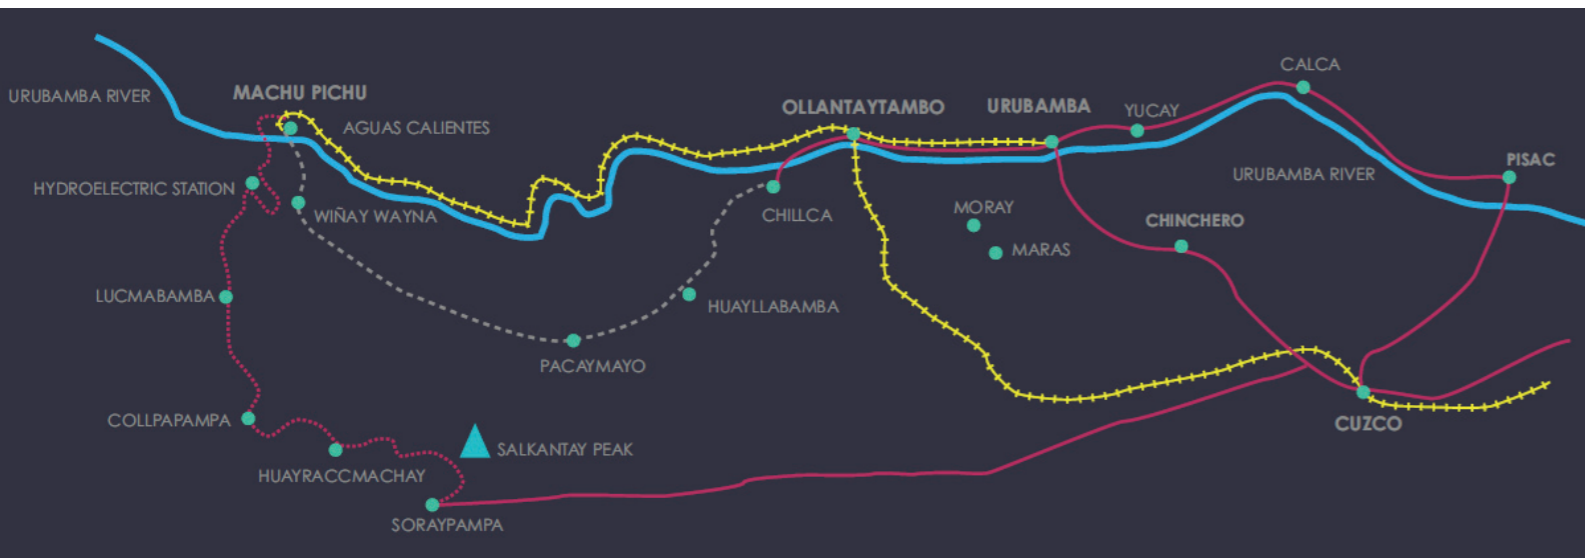 CALCA
URUBAMBA RIVER
MACHU PICHU
OLLANTAYTAMBO
URUBAMBA
YUCAY
AGUAS CALIENTES
PISAC
URUBAMBA RIVER
HYDROELECTRIC STATION
WIÑAY WAYNA
CHILLCA
MORAY
CHINCHERO
MARAS
LUCMABAMBA
HUAYLLABAMBA
PACAYMAYO
COLLPAPAMPA
CUZCO
SALKANTAY PEAK
HUAYRACCMACHAY
SORAYPAMPA